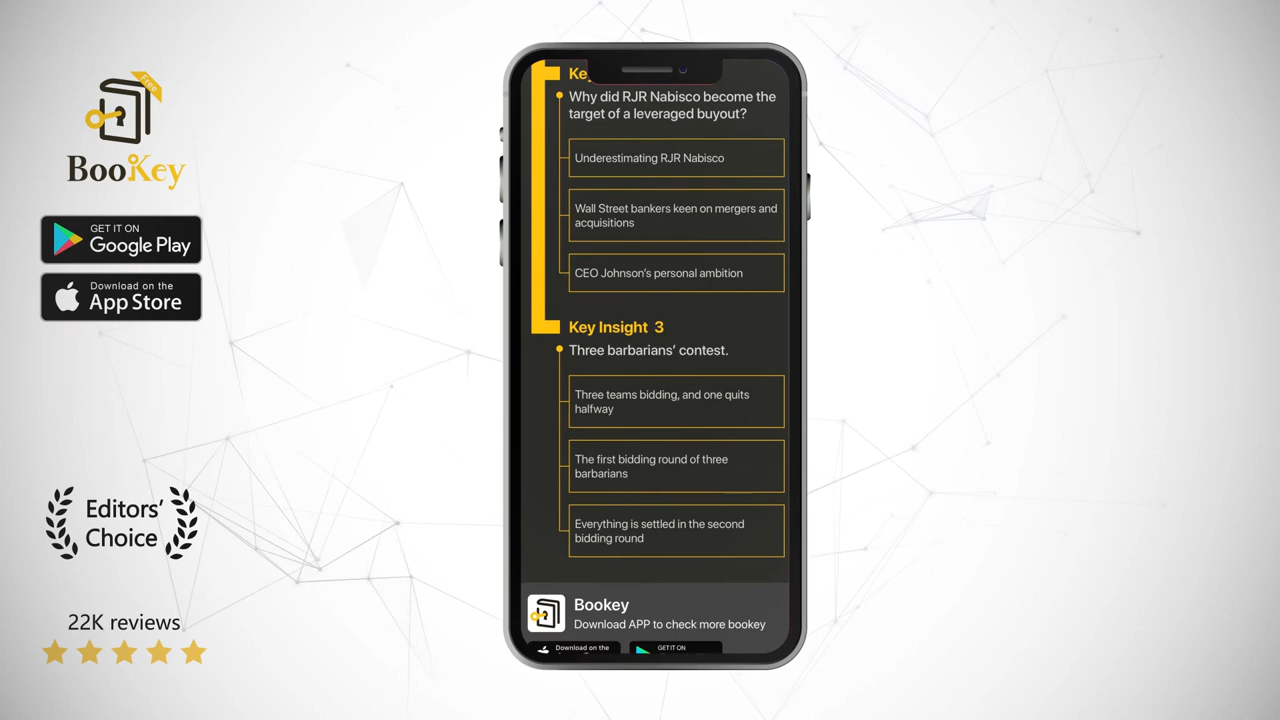 Free
BooKey
GET IT ON
Google Play
Download on the
App Store
Editors'
Choice
22K reviews
Why did RJR Nabisco become the
target of a leveraged buyout?
Underestimating RJR Nabisco
Wall Street bankers keen on mergers and
acquisitions
CEO Johnson's personal ambition
Key Insight 3
Three barbarians' contest.
Three teams bidding, and one quits
halfway
The first bidding round of three
barbarians
Everything is settled in the second
bidding round
Bookey
Download APP to check more bookey
Download on the
GET IT ON